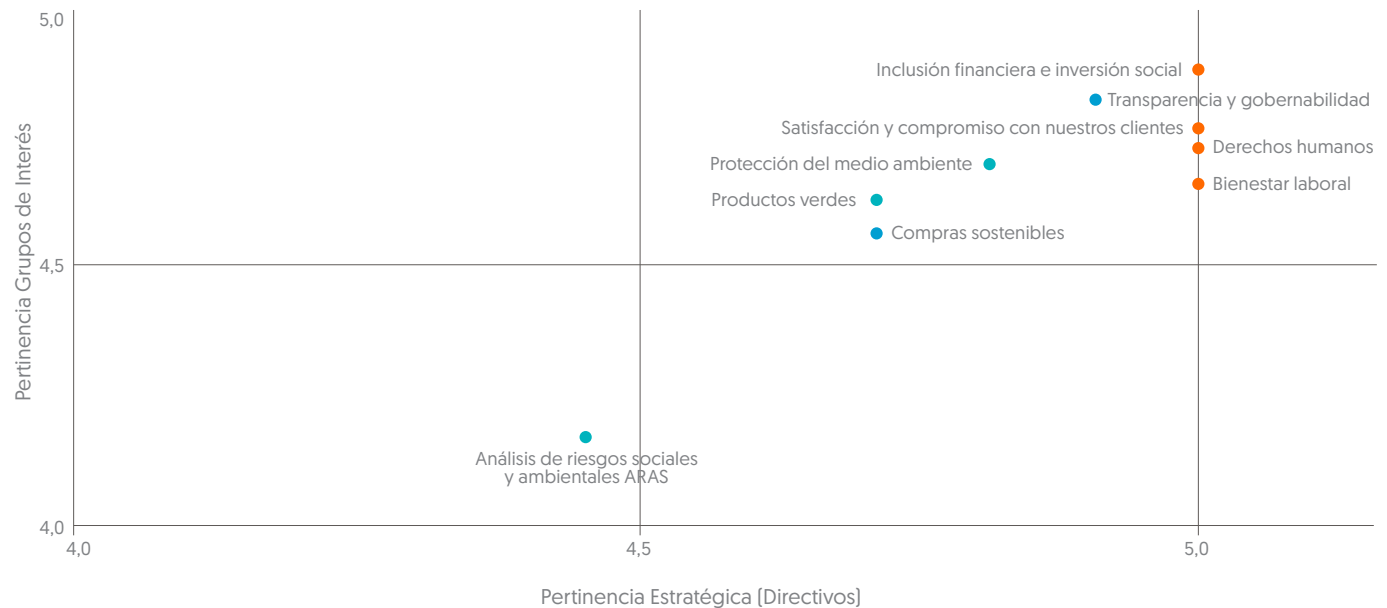 5,0
Inclusión financiera e inversión social
Transparencia y gobernabilidad
Satisfacción y compromiso con nuestros clientes
Derechos humanos
Protección del medio ambiente
Bienestar laboral
Productos verdes
Compras sostenibles
4,5
Pertinencia Grupos de Interés
Análisis de riesgos sociales
y ambientales ARAS
4,0
4,0
4,5
5,0
Pertinencia Estratégica (Directivos)